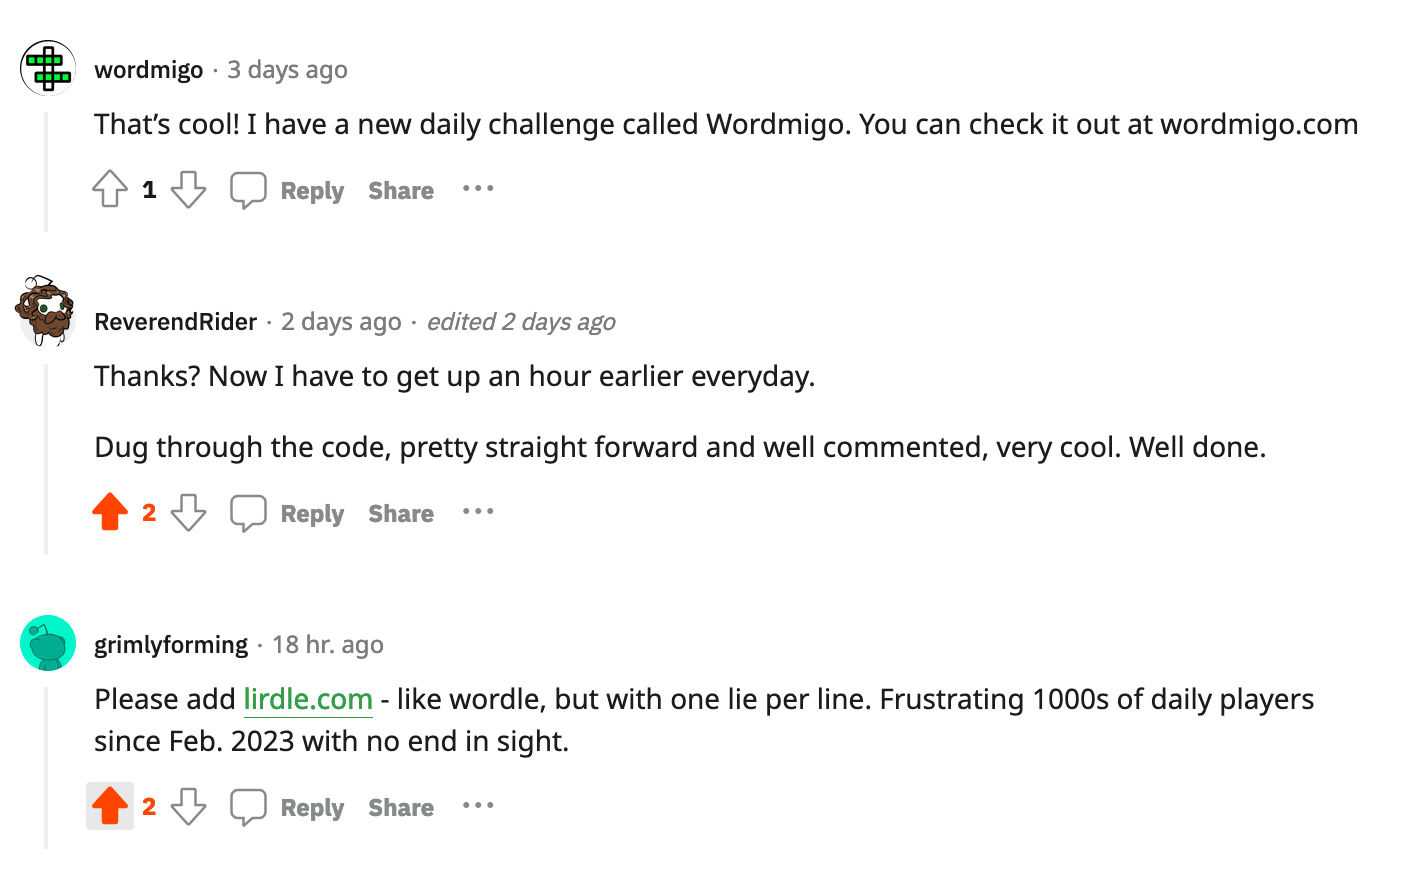 wordmigo · 3 days ago
That’s cool! I have a new daily challenge called Wordmigo. You can check it out at wordmigo.com
1 Reply Share ···
ReverendRider · 2 days ago · edited 2 days ago
Thanks? Now I have to get up an hour earlier everyday.
Dug through the code, pretty straight forward and well commented, very cool. Well done.
2 Reply Share ···
grimlyforming · 18 hr. ago
Please add lirdle.com - like wordle, but with one lie per line. Frustrating 1000s of daily players
since Feb. 2023 with no end in sight.
2 Reply Share ···